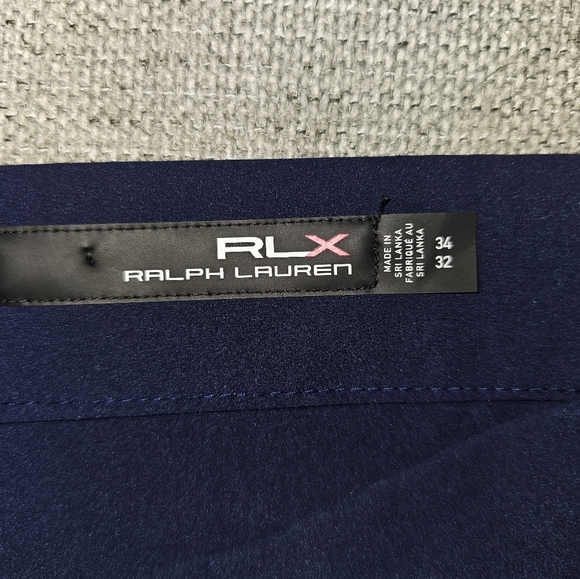 RLX
RALPH LAUREN
MADE IN
SRI LANKA
FABRIQUÉ AU
SRI LANKA
34
32